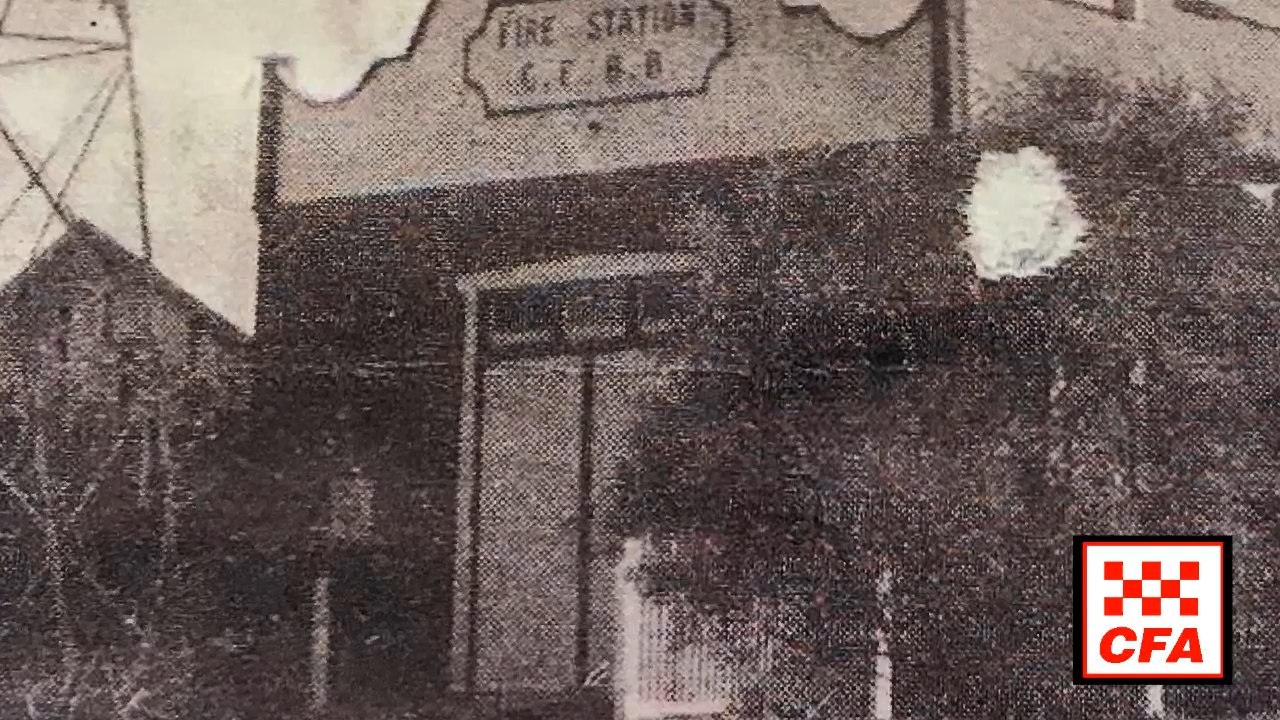 FIRE STATION
F. B. B.
CFA